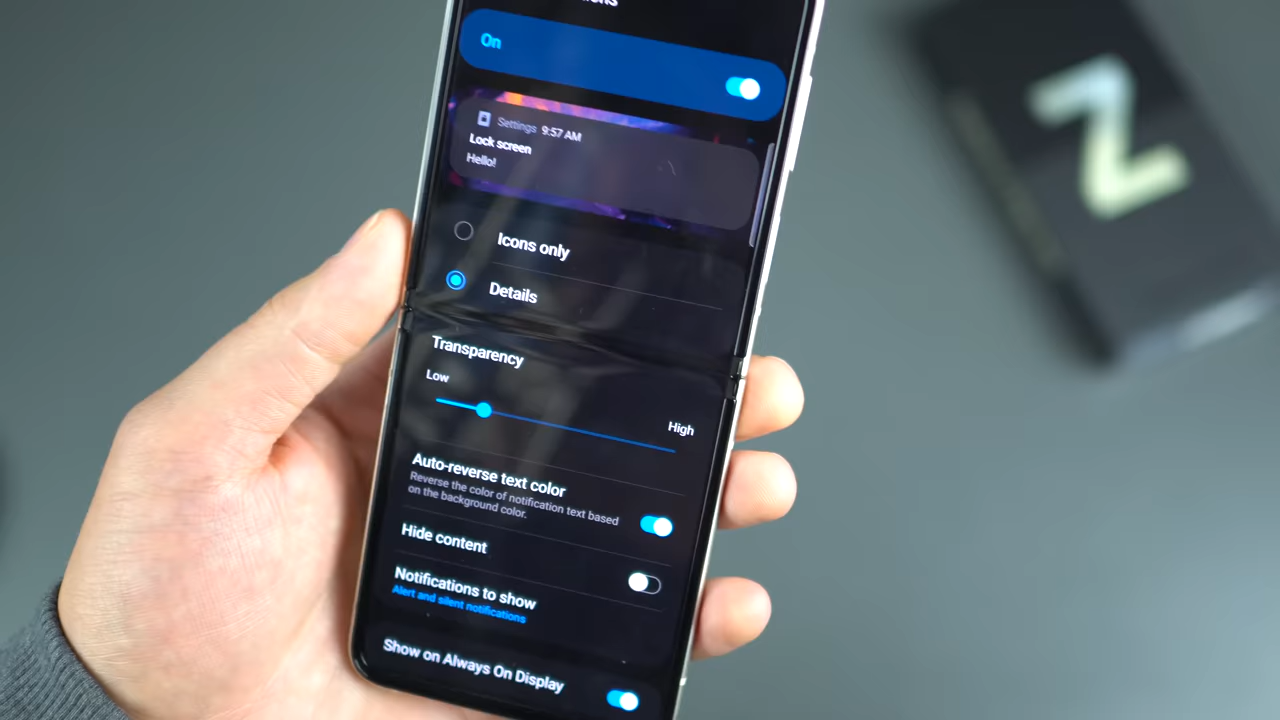 On
Settings 9:57 AM
Lock screen
Hello!
Icons only
Details
Transparency
Low
High
Auto-reverse text color
Reverse the color of notification text based
on the background color.
Hide content
Notifications to show
Alert and silent notifications
Show on Always On Display
Z